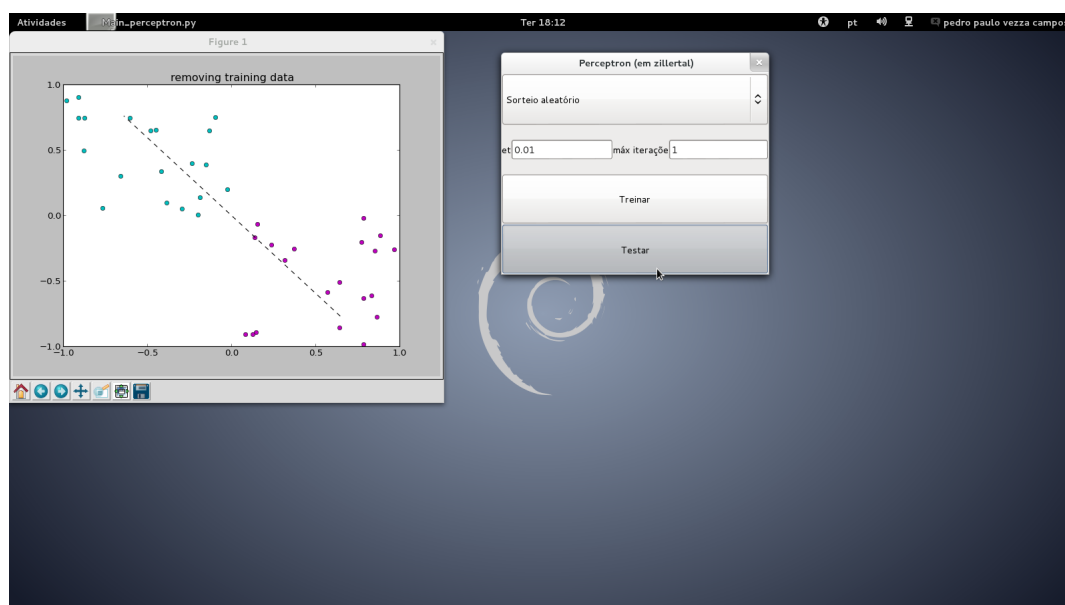 Atividades Main_perceptron.py Ter 18:12 pt pedro paulo vezza campos
Figure 1
removing training data
1.0
0.5
0.0
−0.5
−1.0
−1.0 −0.5 0.0 0.5 1.0
Perceptron (em zillertal)
Sorteio aleatório
et 0.01 máx iteraçõe 1
Treinar
Testar